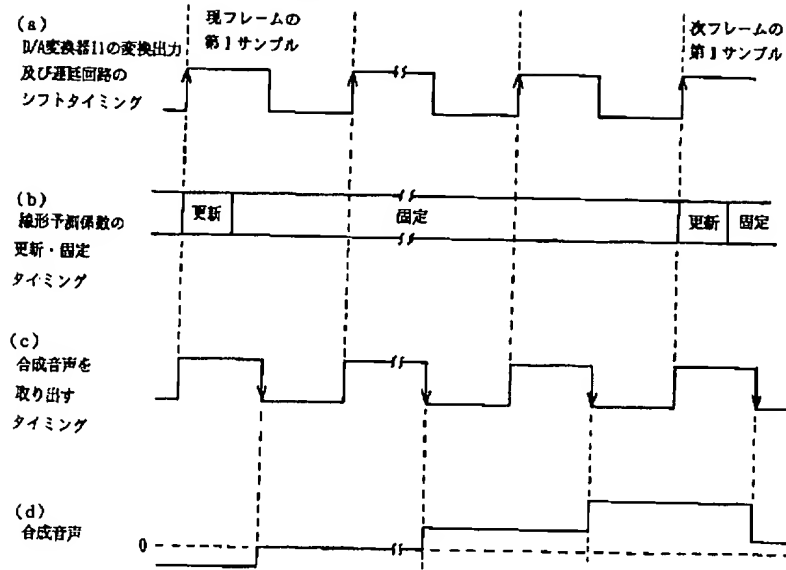 (a)
現フレームの
第1サンプル
次フレームの
第1サンプル
D/A変換器11の変換出力
及び遅延回路の
シフトタイミング
(b)
線形予測係数の
更新・固定
タイミング
更新
固定
更新
固定
(c)
合成音声を
取り出す
タイミング
(d)
合成音声
0